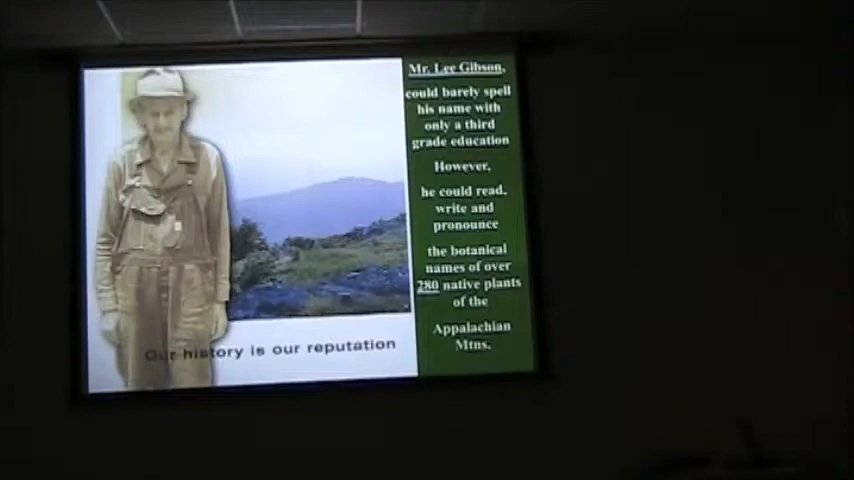 Mr. Lee Gibson,
could barely spell
his name with
only a third
grade education
However,
he could read,
write and
pronounce
the botanical
names of over
280 native plants
of the
Appalachian
Mtns.
Our history is our reputation